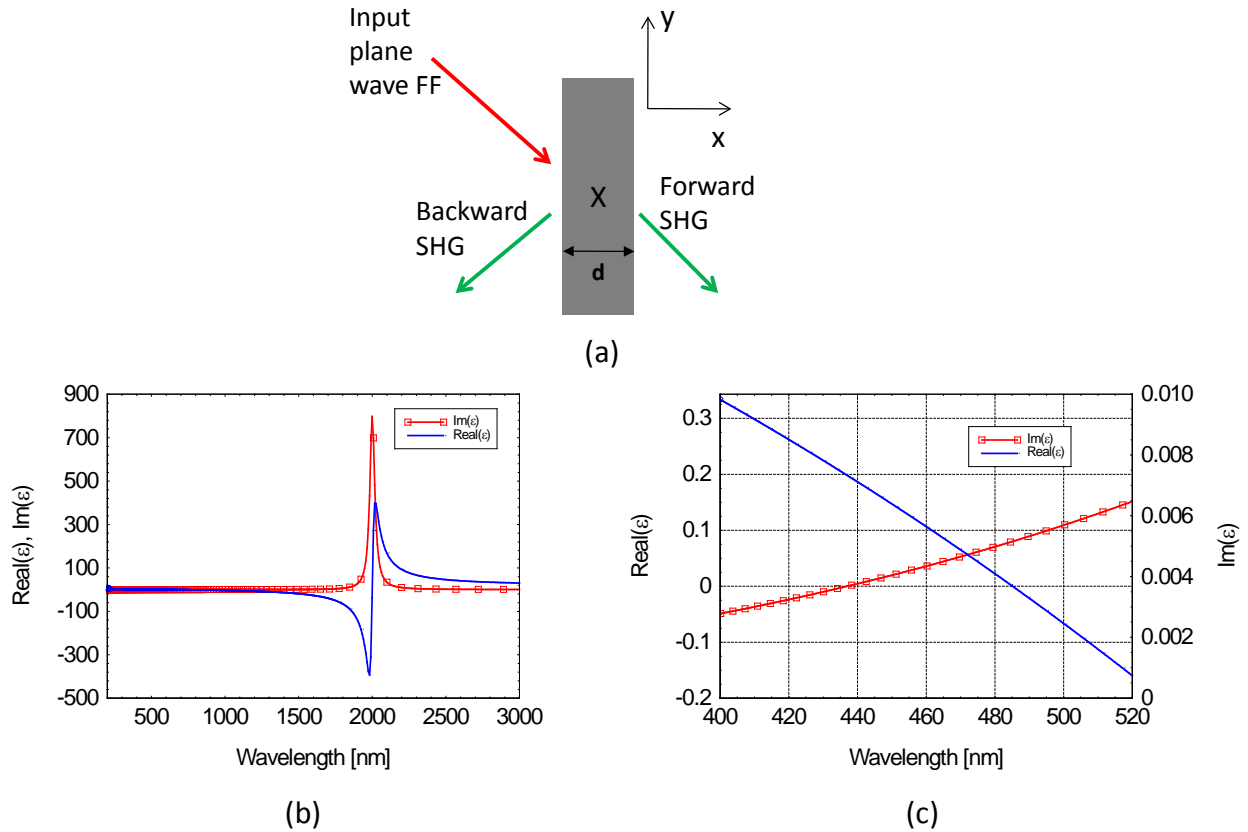 Input
plane
wave FF
y
x
X
Backward
SHG
Forward
SHG
d
(a)
900
700
500
300
100
-100
-300
-500
500
1000
1500
2000
2500
3000
Im(ε)
Real(ε)
Real(ε), Im(ε)
Wavelength [nm]
(b)
0.3
0.2
0.1
0
-0.1
-0.2
0.010
0.008
0.006
0.004
0.002
0
400
420
440
460
480
500
520
Im(ε)
Real(ε)
Real(ε)
Im(ε)
Wavelength [nm]
(c)